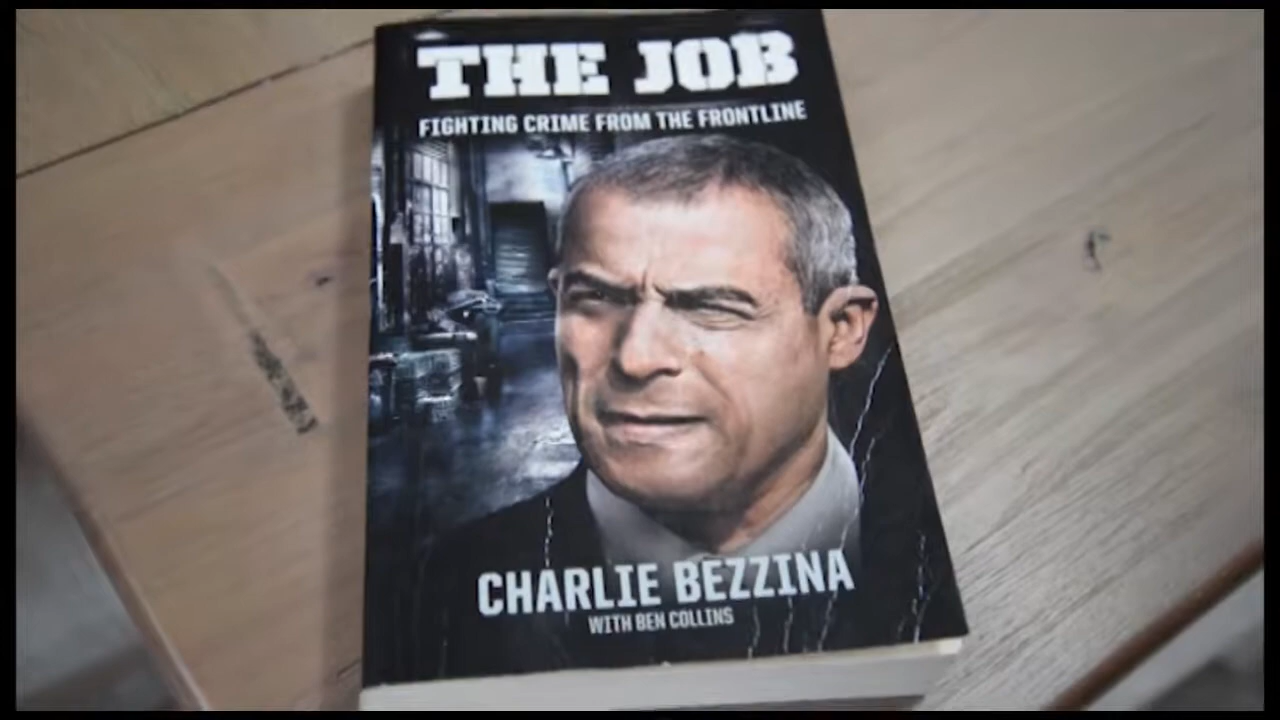 THE JOB
FIGHTING CRIME FROM THE FRONTLINE
CHARLIE BEZZINA
WITH BEN COLLINS